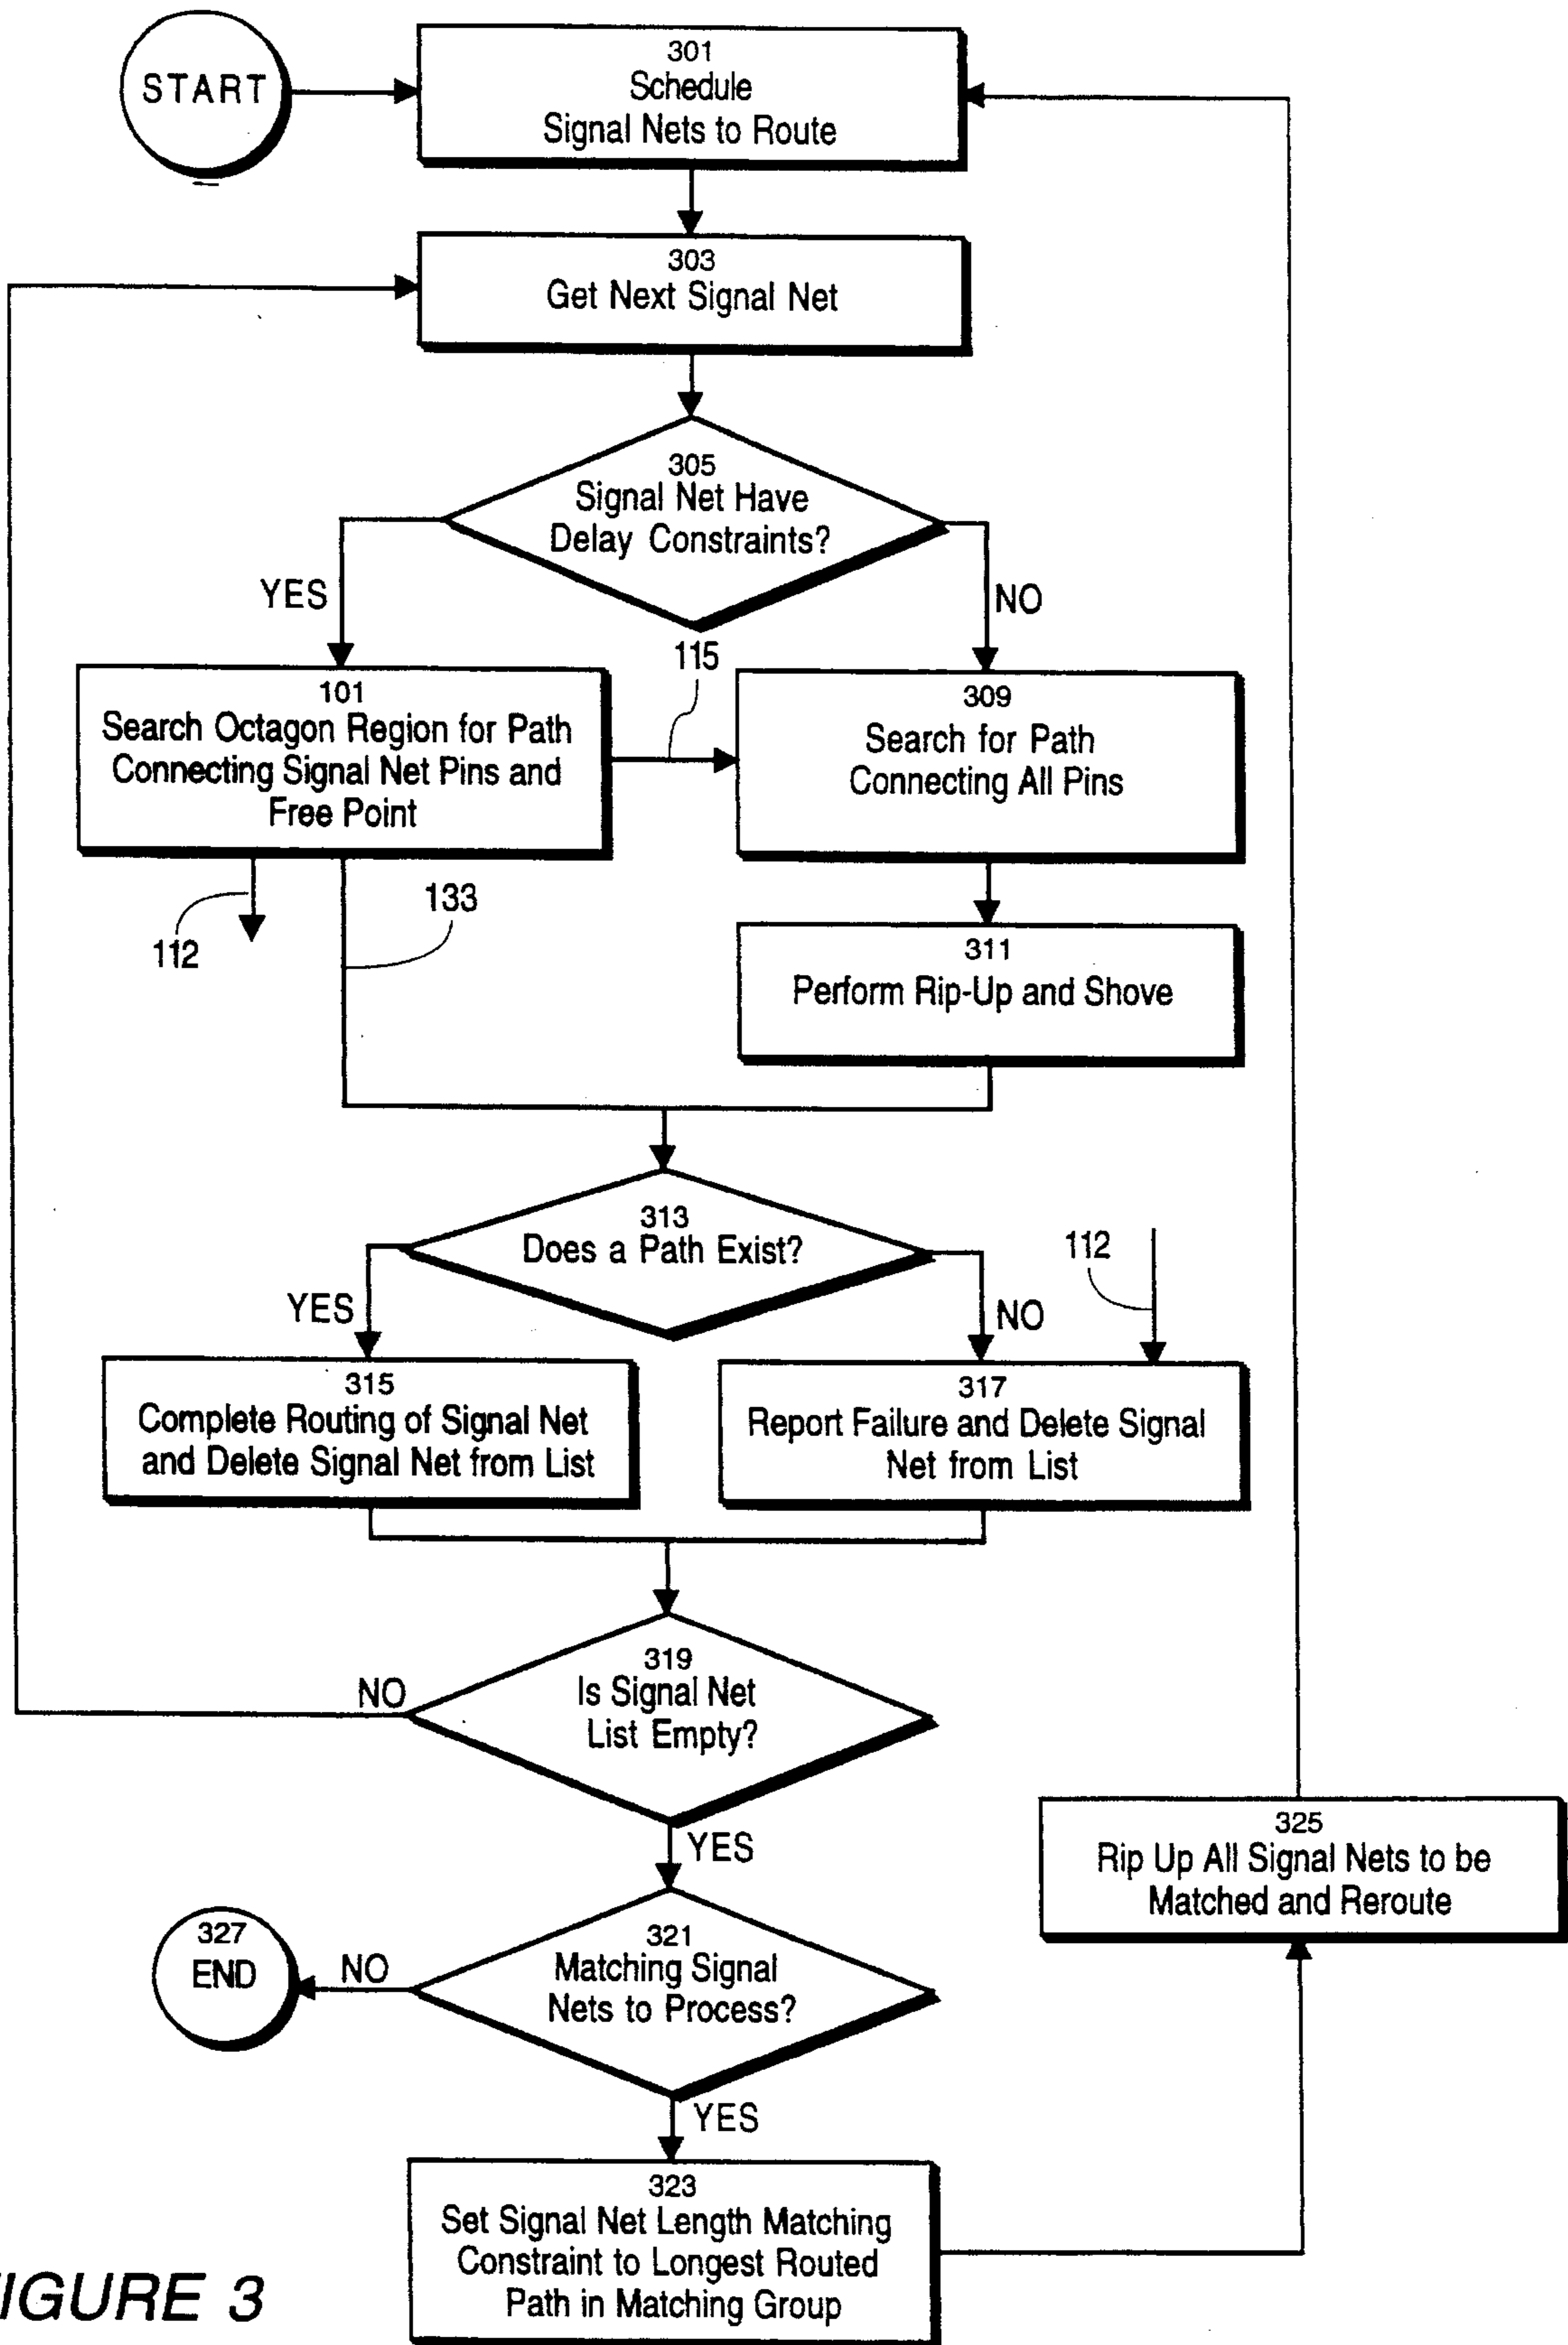 START
301
Schedule
Signal Nets to Route
303
Get Next Signal Net
305
Signal Net Have
Delay Constraints?
YES
NO
115
101
Search Octagon Region for Path
Connecting Signal Net Pins and
Free Point
309
Search for Path
Connecting All Pins
112
133
311
Perform Rip-Up and Shove
313
Does a Path Exist?
112
YES
NO
315
Complete Routing of Signal Net
and Delete Signal Net from List
317
Report Failure and Delete Signal
Net from List
319
Is Signal Net
List Empty?
NO
YES
325
Rip Up All Signal Nets to be
Matched and Reroute
327
END
NO
321
Matching Signal
Nets to Process?
YES
323
Set Signal Net Length Matching
Constraint to Longest Routed
Path in Matching Group
IGURE 3